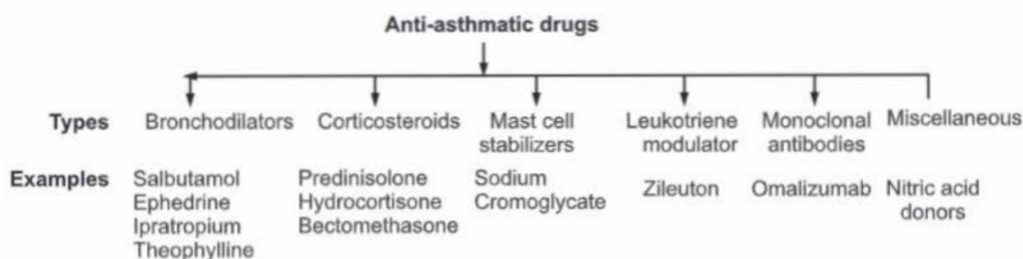 Anti-asthmatic drugs
Types Bronchodilators Corticosteroids Mast cell stabilizers Leukotriene modulator Monoclonal antibodies Miscellaneous
Examples Salbutamol Predinisolone Sodium Zileuton Omalizumab Nitric acid
Ephedrine Hydrocortisone Cromoglycate donors
Ipratropium Bectomethasone
Theophylline